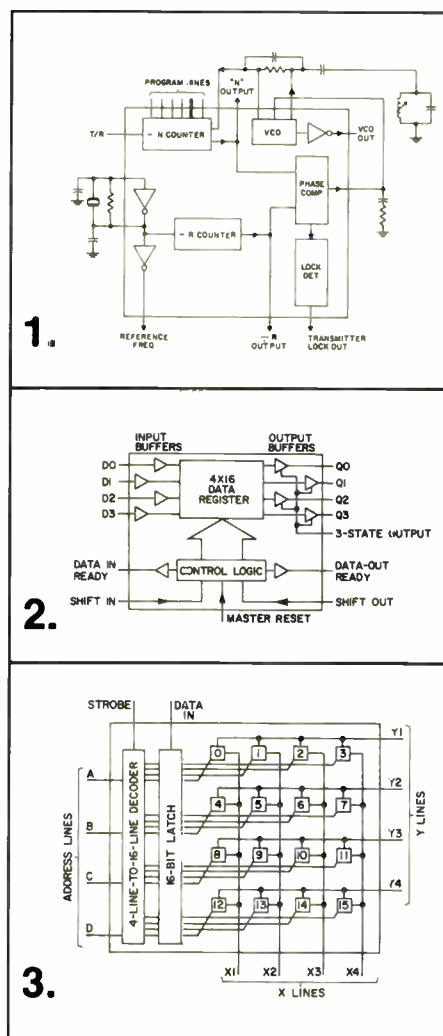 "N"
OUTPUT
PROGRAM LINES
T/R
- N COUNTER
VCO
VCO
OUT
PHASE
COMP
- R COUNTER
LOCK
DET
REFERENCE
FREQ
R
OUTPUT
TRANSMITTER
LOCK OUT
1.
INPUT
BUFFERS
OUTPUT
BUFFERS
D0
D1
D2
D3
4X16
DATA
REGISTER
Q0
Q1
Q2
Q3
3-STATE OUTPUT
DATA IN
READY
CONTROL LOGIC
DATA-OUT
READY
SHIFT IN
SHIFT OUT
MASTER RESET
2.
STROBE
DATA
IN
ADDRESS LINES
A
B
C
D
4-LINE-TO-16-LINE DECODER
16-BIT LATCH
0 1 2 3
4 5 6 7
8 9 10 11
12 13 14 15
Y1
Y2
Y3
Y4
Y LINES
X1 X2 X3 X4
X LINES
3.